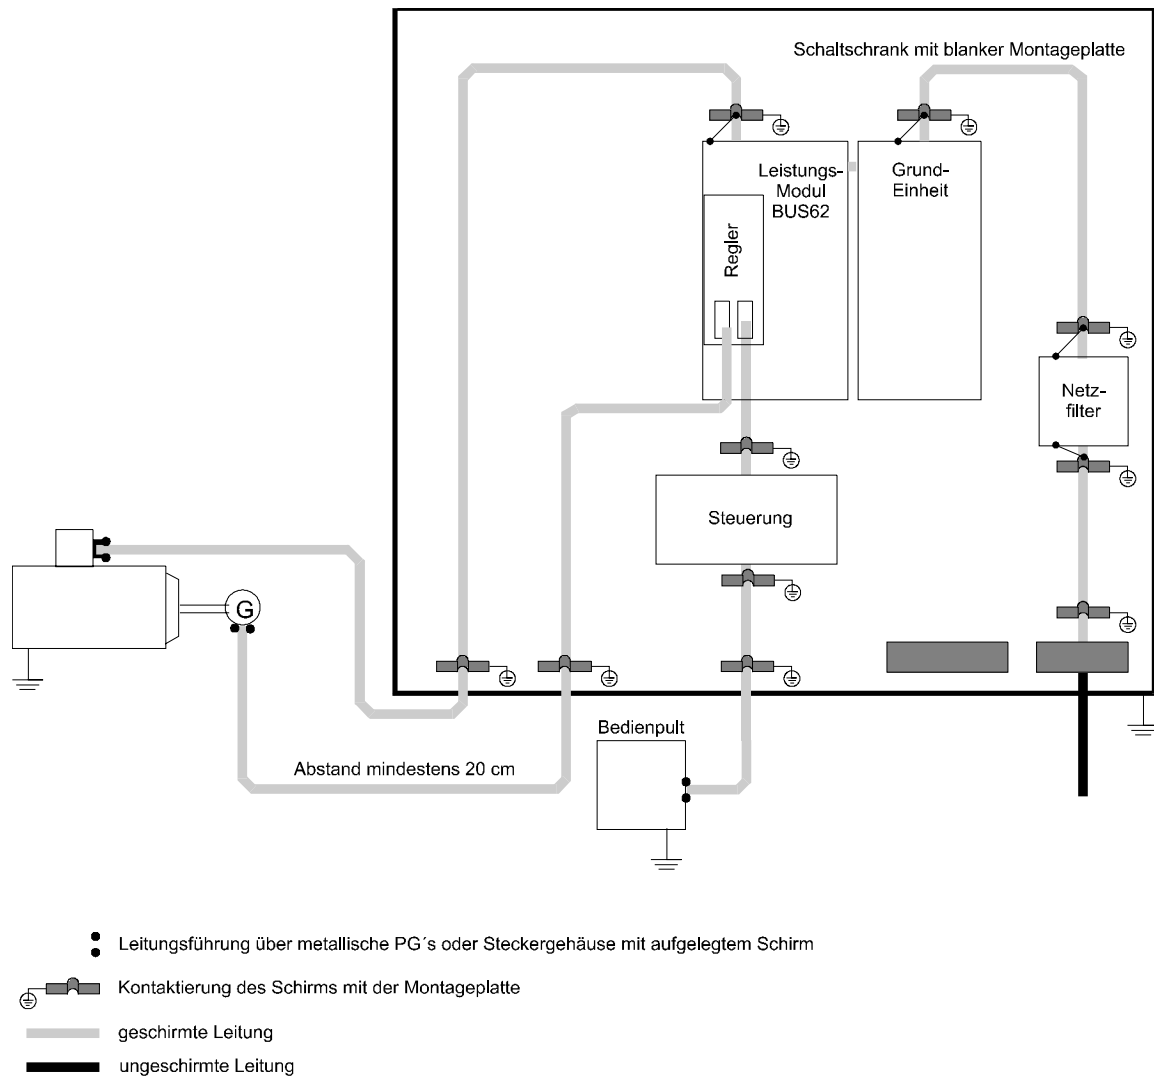 Schaltschrank mit blanker Montageplatte
Leistungs-
Modul
BUS62
Grund-
Einheit
Regler
Netz-
filter
Steuerung
G
Bedienpult
Abstand mindestens 20 cm
Leitungsführung über metallische PG´s oder Steckergehäuse mit aufgelegtem Schirm
Kontaktierung des Schirms mit der Montageplatte
geschirmte Leitung
ungeschirmte Leitung